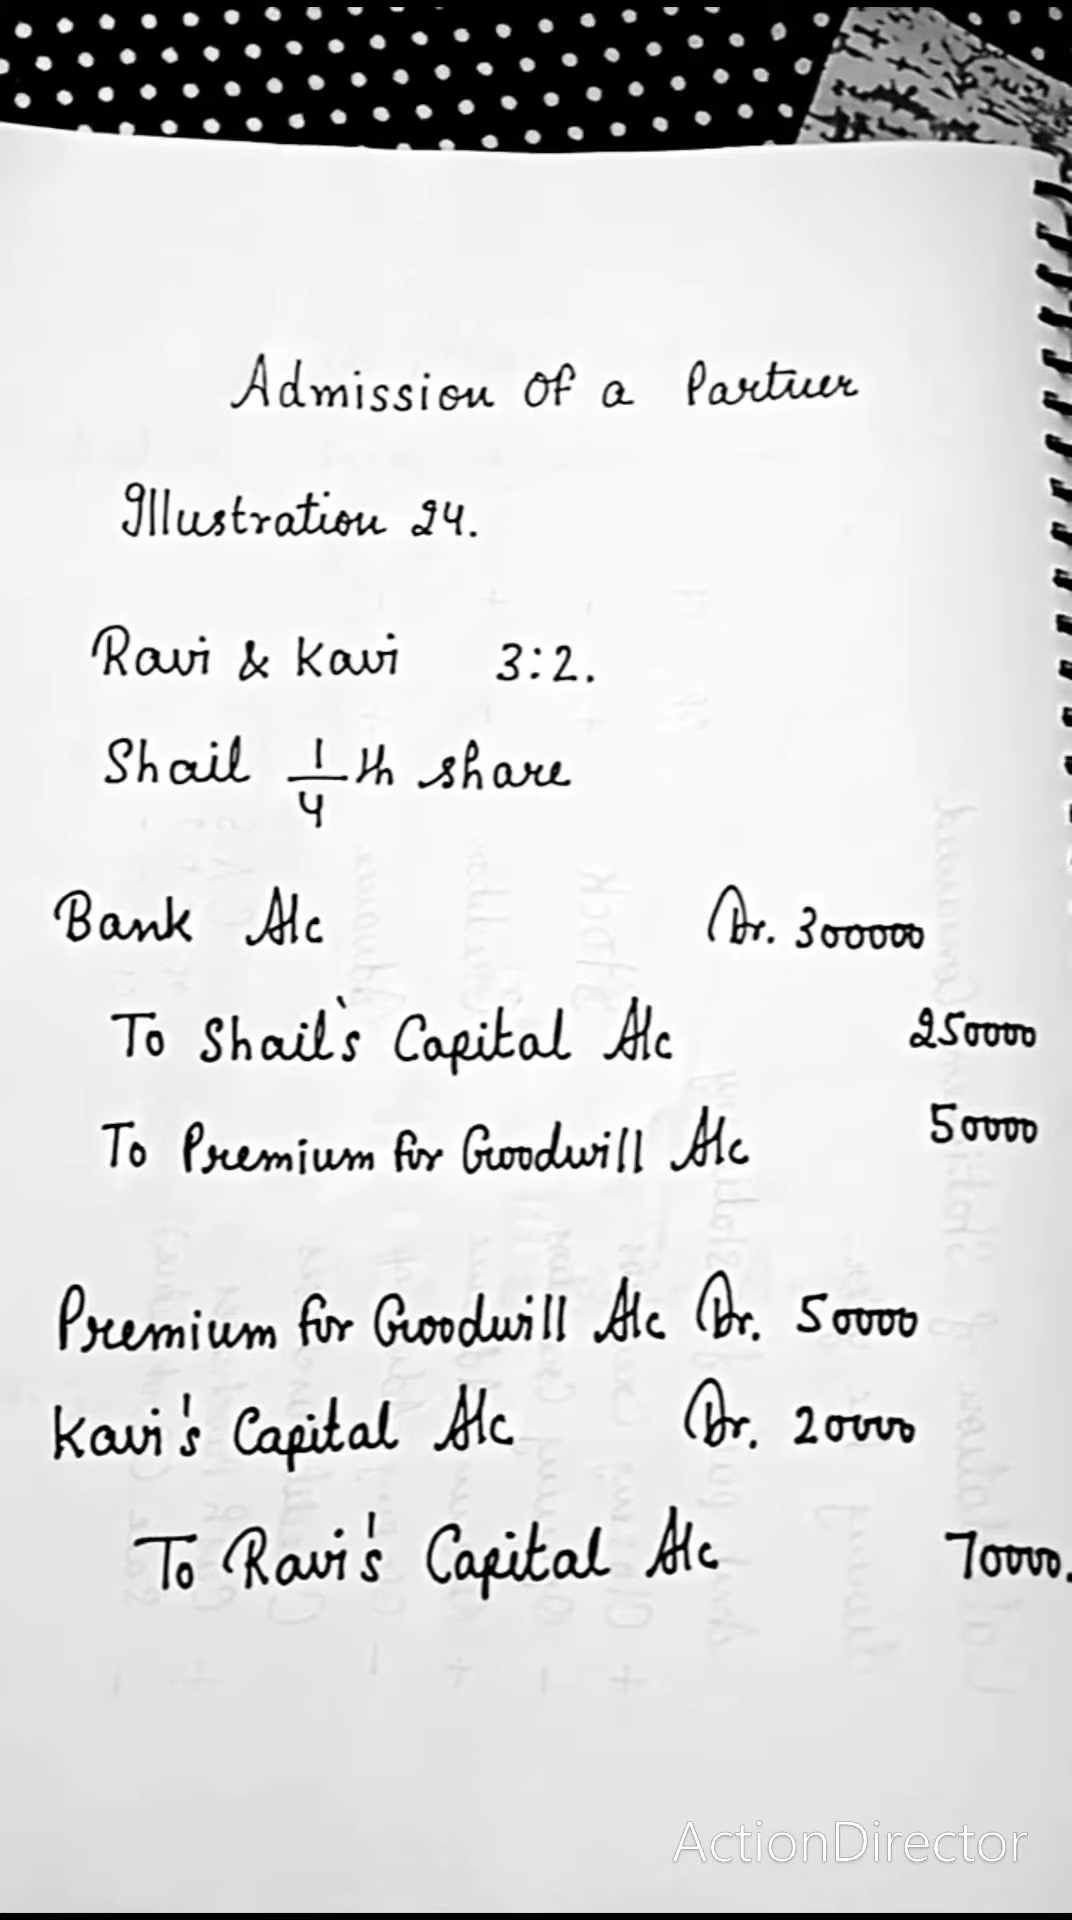 Admission of a Partner
Illustration 24.
Ravi & Kavi 3:2.
Shail 1/4 th share
Bank A/c Dr. 300000
To Shail's Capital A/c 250000
To Premium for Goodwill A/c 50000
Premium for Goodwill A/c Dr. 50000
Kavi's Capital A/c Dr. 20000
To Ravi's Capital A/c 70000.
ActionDirector